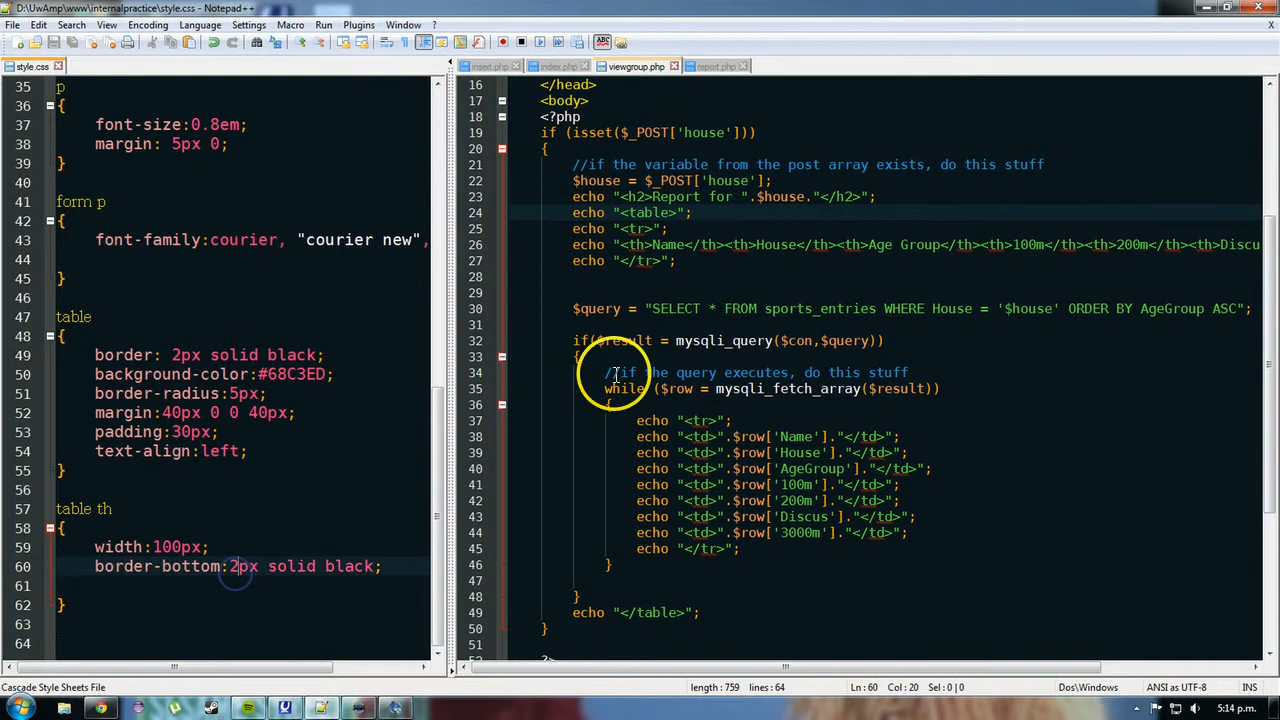 D:\UwAmp\www\internalpractice\style.css - Notepad++
File Edit Search View Encoding Language Settings Macro Run Plugins Window ? X
style.css
35 p
36 {
37 font-size:0.8em;
38 margin: 5px 0;
39 }
40
41 form p
42 {
43 font-family:courier, "courier new",
44
45 }
46
47 table
48 {
49 border: 2px solid black;
50 background-color:#68C3ED;
51 border-radius:5px;
52 margin:40px 0 0 40px;
53 padding:30px;
54 text-align:left;
55 }
56
57 table th
58 {
59 width:100px;
60 border-bottom:2px solid black;
61
62 }
63
64
insert.php index.php viewgroup.php report.php
16 </head>
17 <body>
18 <?php
19 if (isset($_POST['house']))
20 {
21 //if the variable from the post array exists, do this stuff
22 $house = $_POST['house'];
23 echo "<h2>Report for ".$house."</h2>";
24 echo "<table>";
25 echo "<tr>";
26 echo "<th>Name</th><th>House</th><th>Age Group</th><th>100m</th><th>200m</th><th>Discu
27 echo "</tr>";
28
29
30 $query = "SELECT * FROM sports_entries WHERE House = '$house' ORDER BY AgeGroup ASC";
31
32 if($result = mysqli_query($con,$query))
33 {
34 //if the query executes, do this stuff
35 while ($row = mysqli_fetch_array($result))
36 {
37 echo "<tr>";
38 echo "<td>".$row['Name']."</td>";
39 echo "<td>".$row['House']."</td>";
40 echo "<td>".$row['AgeGroup']."</td>";
41 echo "<td>".$row['100m']."</td>";
42 echo "<td>".$row['200m']."</td>";
43 echo "<td>".$row['Discus']."</td>";
44 echo "<td>".$row['3000m']."</td>";
45 echo "</tr>";
46 }
47
48 }
49 echo "</table>";
50 }
51
52 ?>
Cascade Style Sheets File length : 759 lines : 64 Ln : 60 Col : 20 Sel : 0 | 0 Dos\Windows ANSI as UTF-8 INS
5:14 p.m.